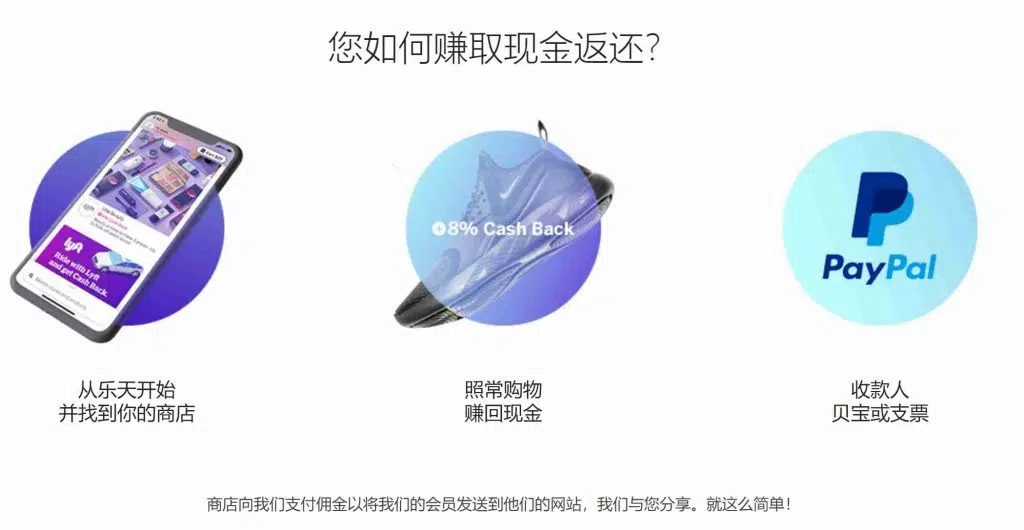 您如何赚取现金返还？
Lyft
Ride with Lyft
and get Cash Back.
8% Cash Back
PayPal
从乐天开始
并找到你的商店
照常购物
赚回现金
收款人
贝宝或支票
商店向我们支付佣金以将我们的会员发送到他们的网站，我们与您分享。就这么简单！